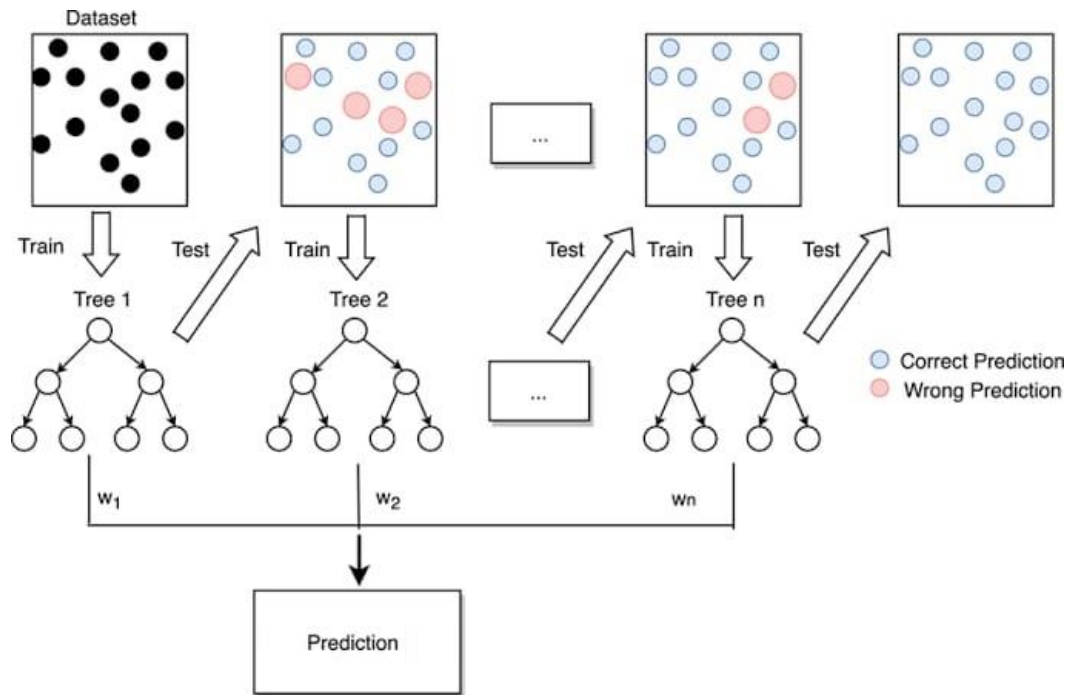 Dataset
...
Train
Test
Train
Test
Train
Test
Tree 1
Tree 2
Tree n
Correct Prediction
...
Wrong Prediction
w1
w2
wn
Prediction